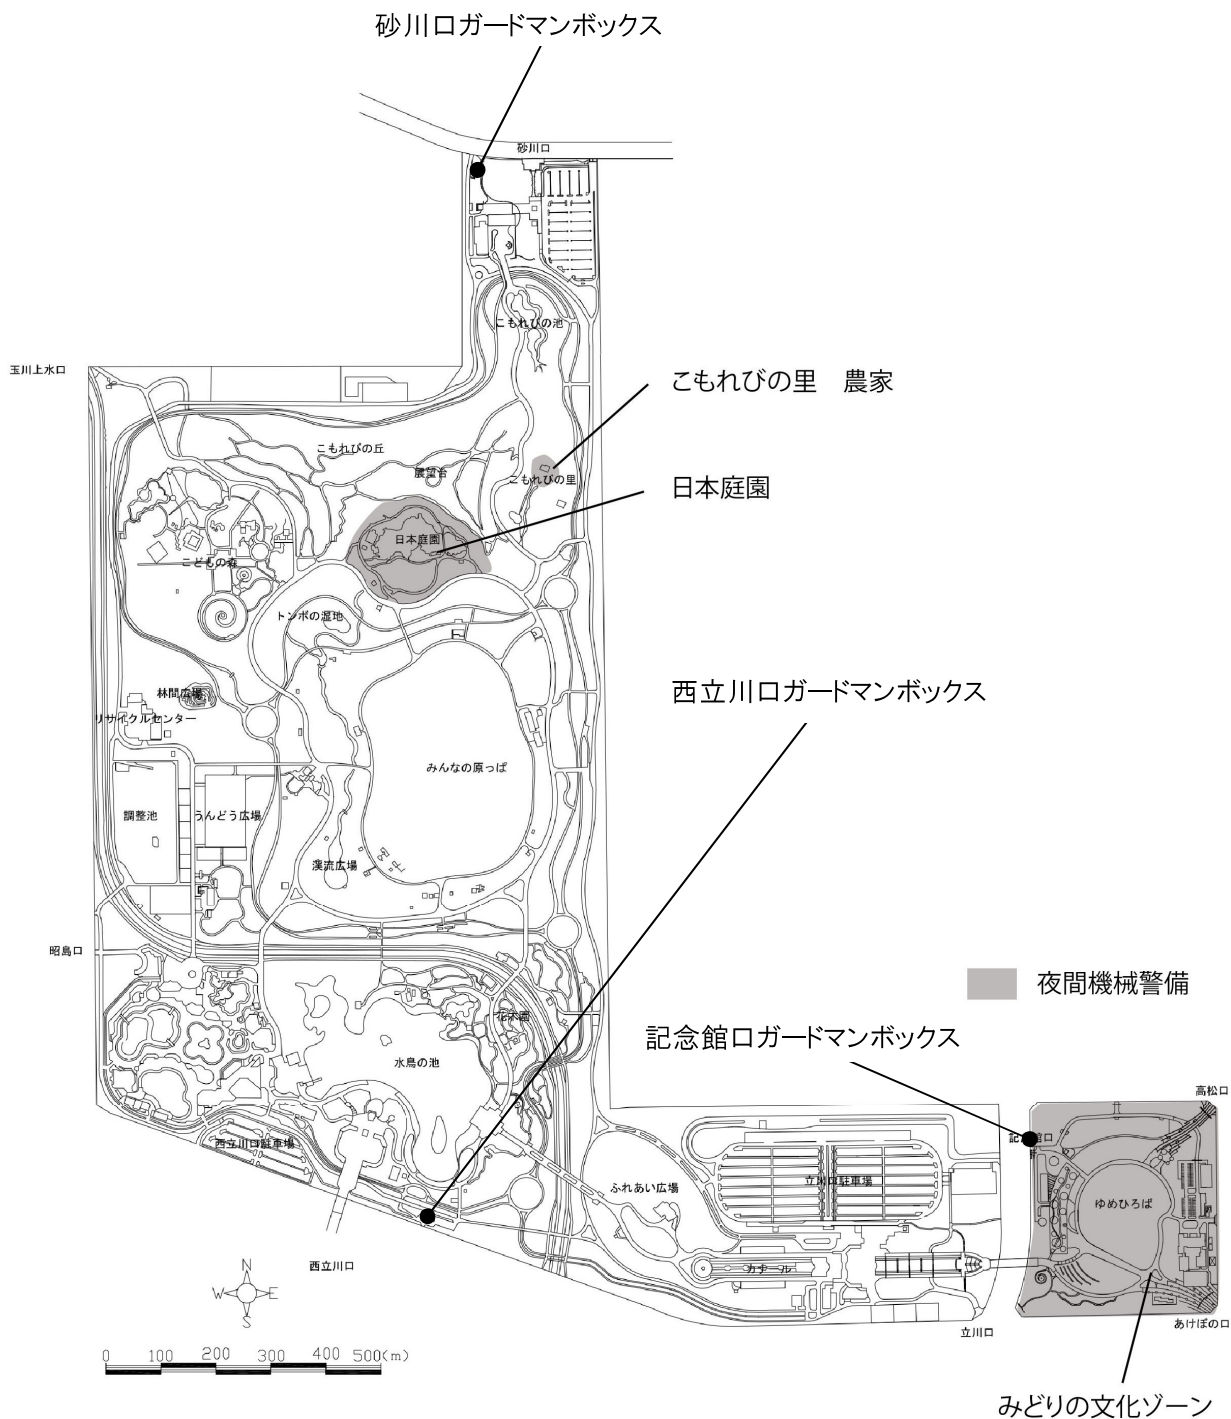 砂川口ガードマンボックス
砂川口
こもれびの池
玉川上水口
こもれびの里　農家
こもれびの丘
展望台
こもれびの里
日本庭園
日本庭園
こどもの森
トンボの湿地
西立川口ガードマンボックス
林間広場
リサイクルセンター
みんなの原っぱ
調整池
うんどう広場
渓流広場
昭島口
夜間機械警備
花木園
記念館口ガードマンボックス
水鳥の池
高松口
記念館口
西立川口駐車場
立川口駐車場
ふれあい広場
ゆめひろば
西立川口
カナール
N
W E
S
あけぼの口
立川口
0 100 200 300 400 500(m)
みどりの文化ゾーン